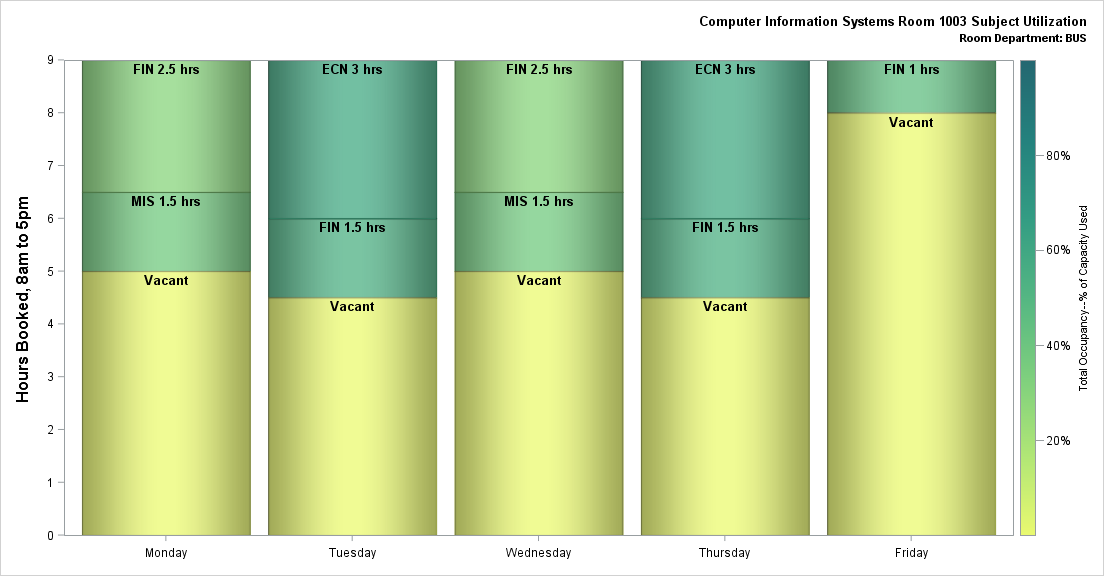 Computer Information Systems Room 1003 Subject Utilization
Room Department: BUS
Hours Booked, 8am to 5pm
9
8
7
6
5
4
3
2
1
0
FIN 2.5 hrs
MIS 1.5 hrs
Vacant
ECN 3 hrs
FIN 1.5 hrs
Vacant
FIN 2.5 hrs
MIS 1.5 hrs
Vacant
ECN 3 hrs
FIN 1.5 hrs
Vacant
FIN 1 hrs
Vacant
Monday
Tuesday
Wednesday
Thursday
Friday
80%
60%
40%
20%
Total Occupancy--% of Capacity Used